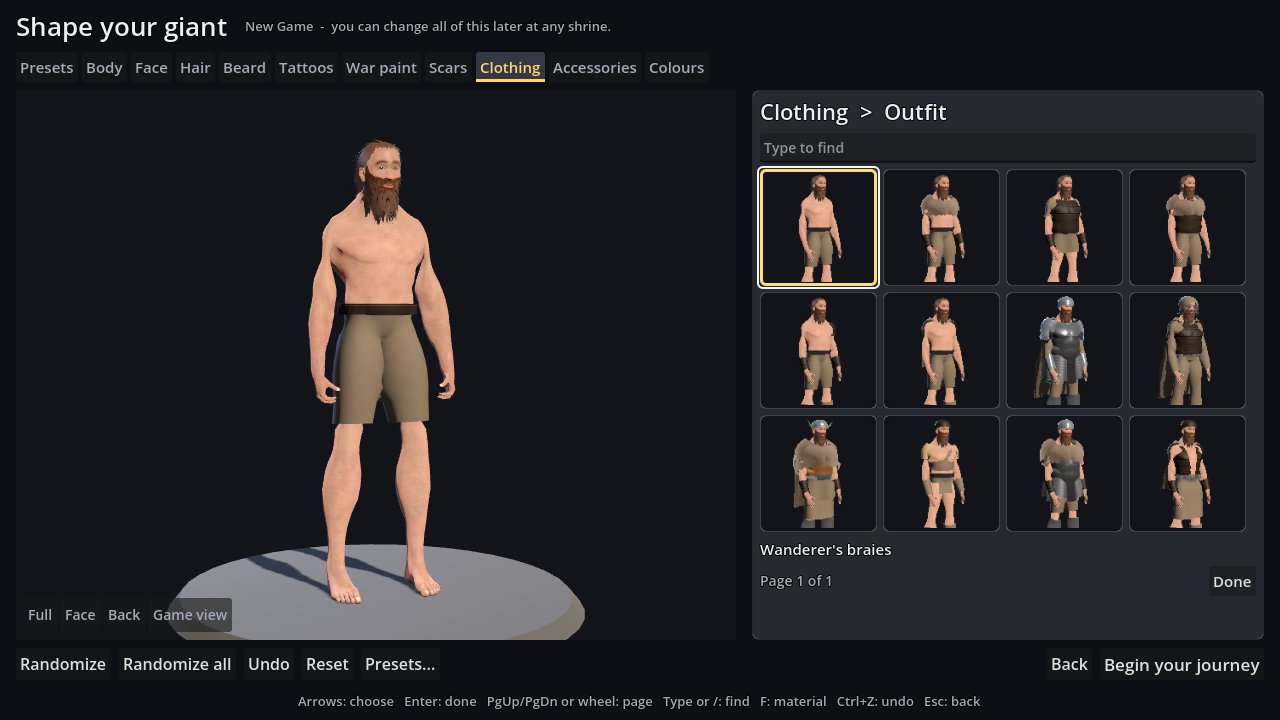 Shape your giant
New Game - you can change all of this later at any shrine.
Presets Body Face Hair Beard Tattoos War paint Scars Clothing Accessories Colours
Clothing > Outfit
Type to find
Wanderer's braies
Page 1 of 1
Done
Full Face Back Game view
Randomize Randomize all Undo Reset Presets...
Back Begin your journey
Arrows: choose Enter: done PgUp/PgDn or wheel: page Type or /: find F: material Ctrl+Z: undo Esc: back